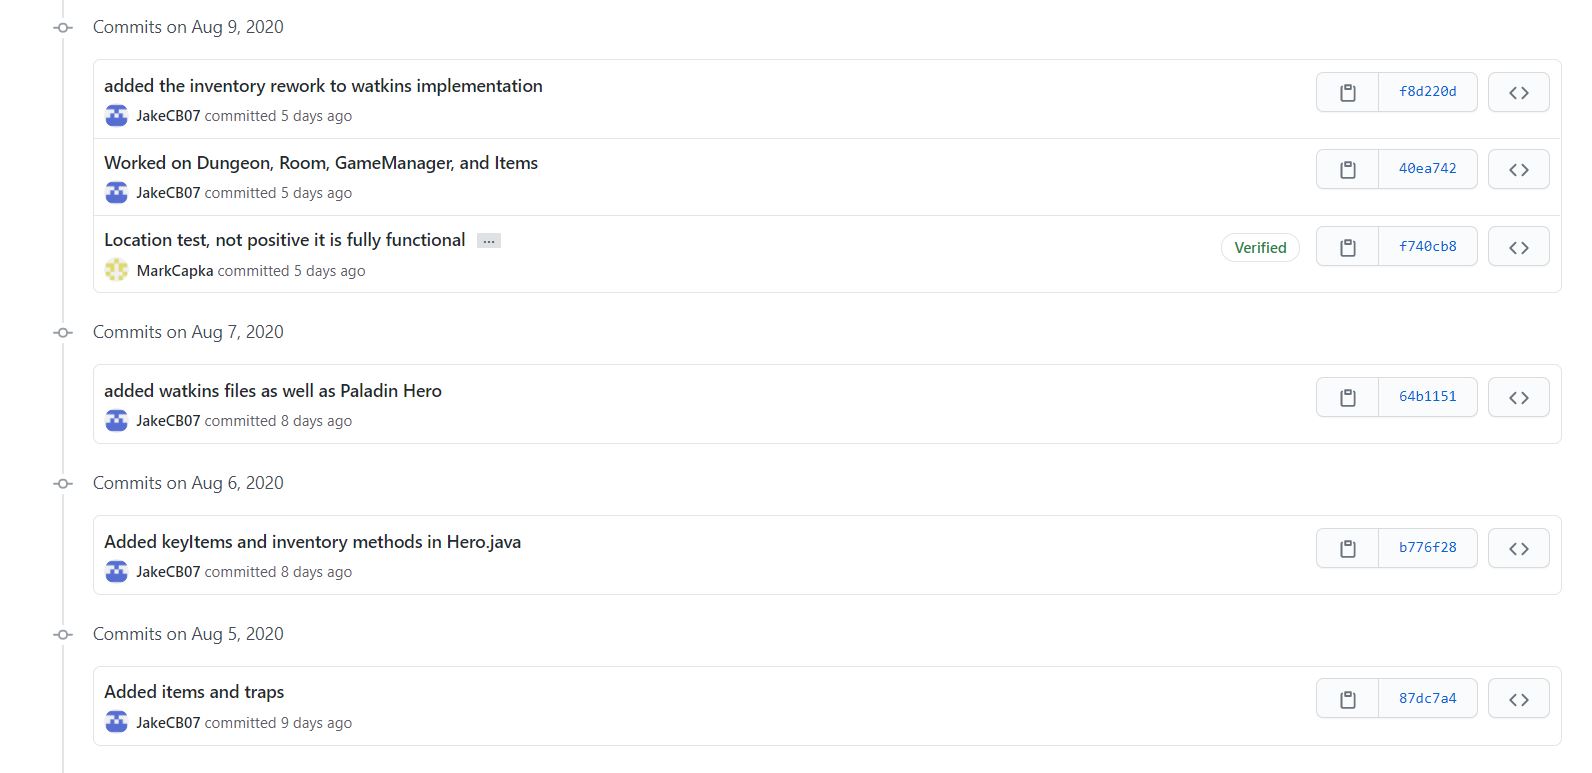 Commits on Aug 9, 2020
added the inventory rework to watkins implementation
f8d220d
JakeCB07 committed 5 days ago
Worked on Dungeon, Room, GameManager, and Items
40ea742
JakeCB07 committed 5 days ago
Location test, not positive it is fully functional ...
Verified
f740cb8
MarkCapka committed 5 days ago
Commits on Aug 7, 2020
added watkins files as well as Paladin Hero
64b1151
JakeCB07 committed 8 days ago
Commits on Aug 6, 2020
Added keyItems and inventory methods in Hero.java
b776f28
JakeCB07 committed 8 days ago
Commits on Aug 5, 2020
Added items and traps
87dc7a4
JakeCB07 committed 9 days ago